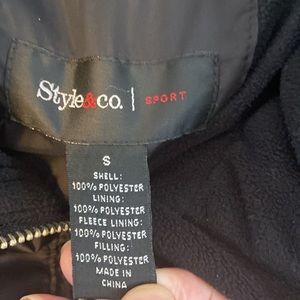 Style&co. | SPORT
S
SHELL:
100% POLYESTER
LINING:
100% POLYESTER
FLEECE LINING:
100% POLYESTER
FILLING:
100% POLYESTER
MADE IN
CHINA